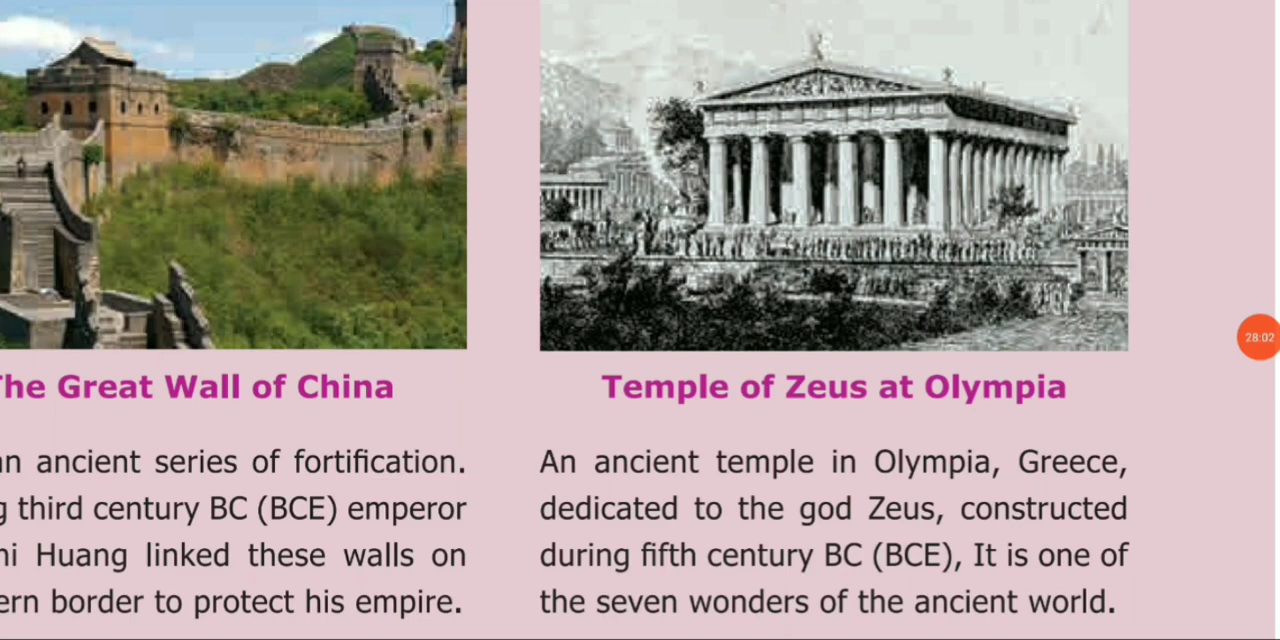 The Great Wall of China
an ancient series of fortification.
third century BC (BCE) emperor
Huang linked these walls on
border to protect his empire.
Temple of Zeus at Olympia
An ancient temple in Olympia, Greece,
dedicated to the god Zeus, constructed
during fifth century BC (BCE), It is one of
the seven wonders of the ancient world.
28:02